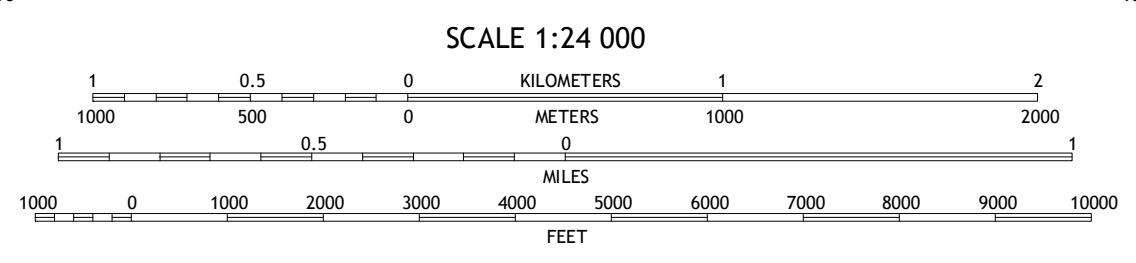 SCALE 1:24 000
1 0.5 0 KILOMETERS 1 2
1000 500 0 METERS 1000 2000
1 0.5 0 1
MILES
1000 0 1000 2000 3000 4000 5000 6000 7000 8000 9000 10000
FEET